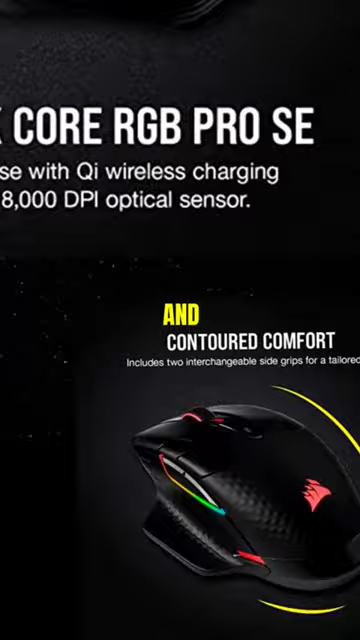 CORE RGB PRO SE
with Qi wireless charging
8,000 DPI optical sensor.
AND
CONTOURED COMFORT
Includes two interchangeable side grips for a tailored